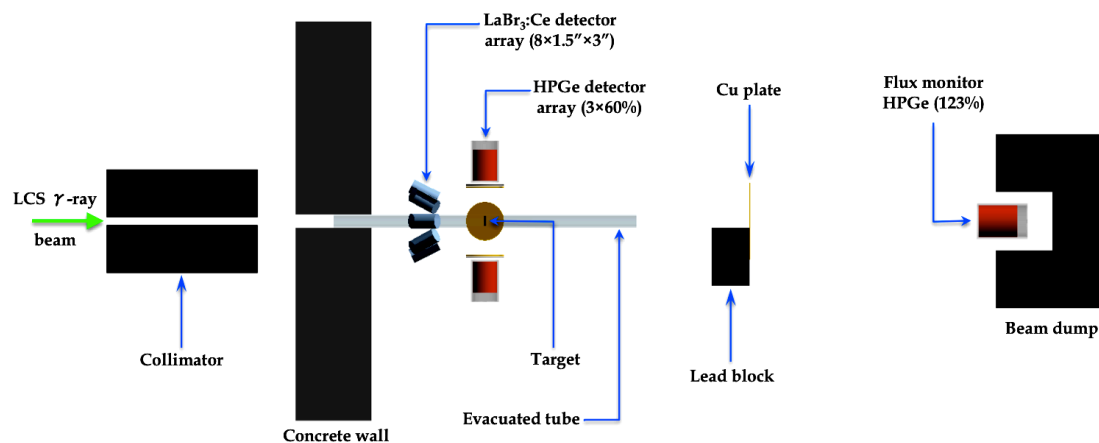 LaBr₃:Ce detector
array (8×1.5″×3″)
HPGe detector
array (3×60%)
Cu plate
Flux monitor
HPGe (123%)
LCS γ-ray
beam
Collimator
Concrete wall
Target
Evacuated tube
Lead block
Beam dump